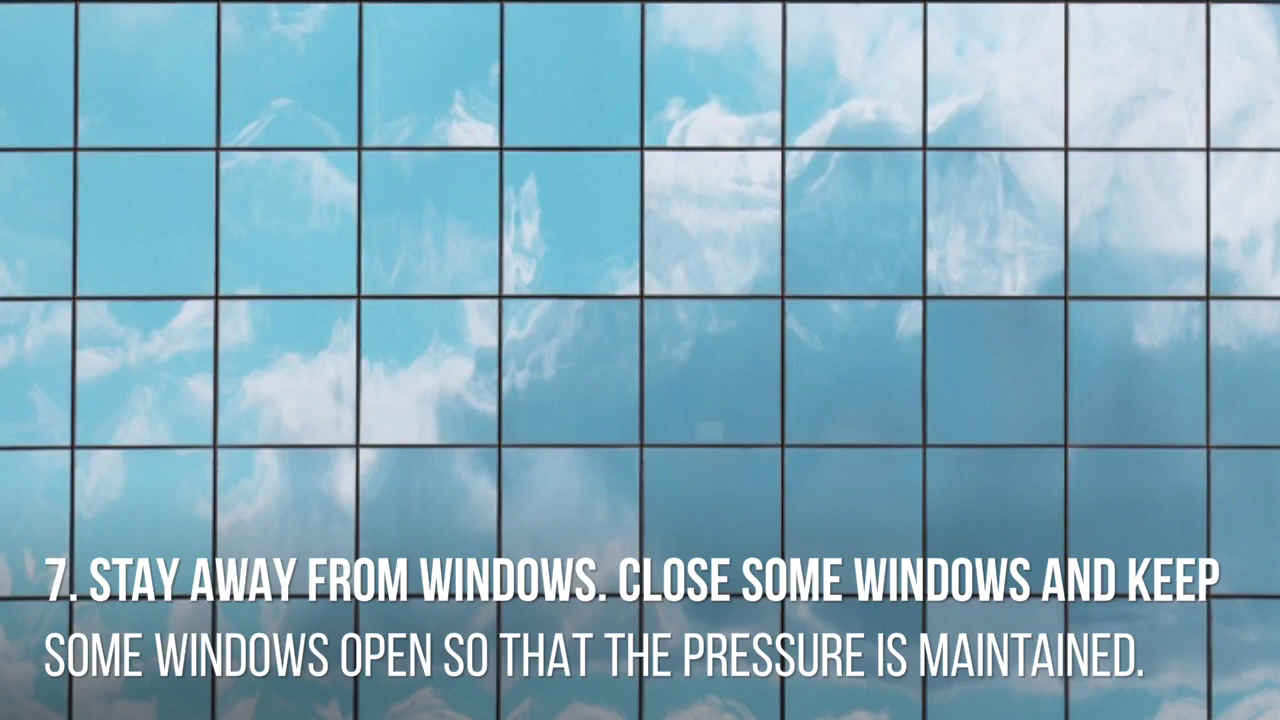 7. STAY AWAY FROM WINDOWS. CLOSE SOME WINDOWS AND KEEP
SOME WINDOWS OPEN SO THAT THE PRESSURE IS MAINTAINED.